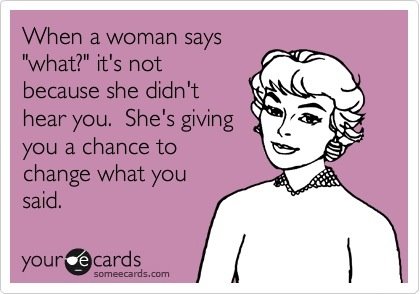 When a woman says
"what?" it's not
because she didn't
hear you. She's giving
you a chance to
change what you
said.
your e cards
someecards.com